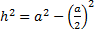 h² = a² − (a/2)²